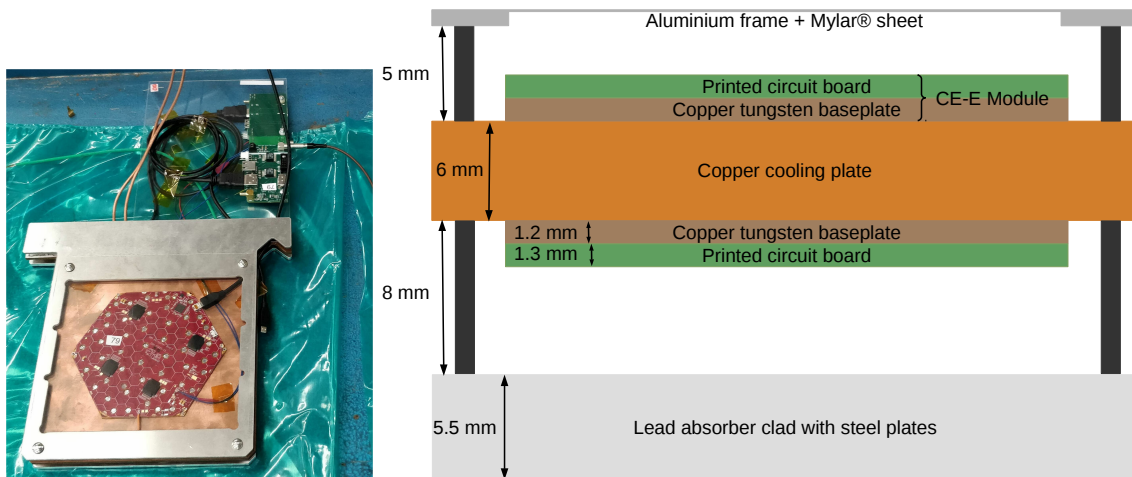 Aluminium frame + Mylar® sheet
5 mm
Printed circuit board
Copper tungsten baseplate
CE-E Module
6 mm
Copper cooling plate
1.2 mm
Copper tungsten baseplate
1.3 mm
Printed circuit board
8 mm
5.5 mm
Lead absorber clad with steel plates
79